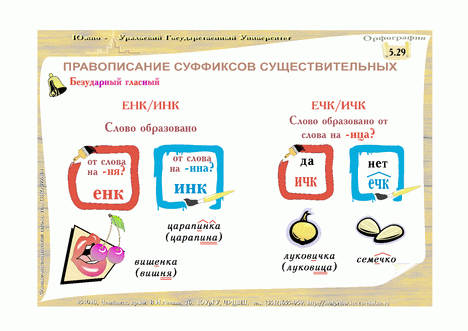 Южно - Уральский Государственный Университет
Орфография
5.29
ПРАВОПИСАНИЕ СУФФИКСОВ СУЩЕСТВИТЕЛЬНЫХ
Безударный гласный
ЕНК/ИНК
Слово образовано
от слова
на -ня?
енк
от слова
на -ина?
инк
царапинка
(царапина)
вишенка
(вишня)
ЕЧК/ИЧК
Слово образовано от
слова на -ица?
да
ичк
нет
ечк
луковичка
(луковица)
семечко